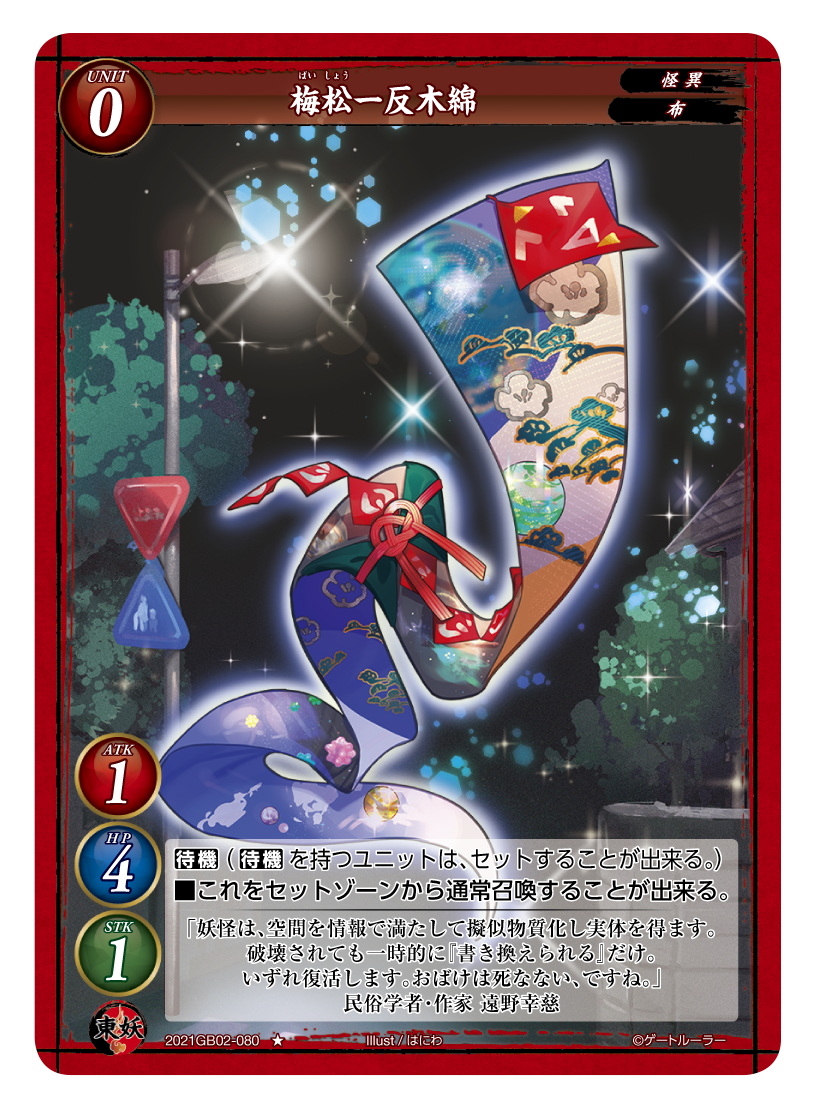 UNIT
0
ばい しょう
梅松一反木綿
怪異
布
止まれ
ATK
1
HP
4
STK
1
待機（待機を持つユニットは、セットすることが出来る。）
■これをセットゾーンから通常召喚することが出来る。
「妖怪は、空間を情報で満たして擬似物質化し実体を得ます。
破壊されても一時的に『書き換えられる』だけ。
いずれ復活します。おばけは死なない、ですね。」
民俗学者・作家 遠野幸慈
東妖
2021GB02-080 ★
Illust / はにわ
©ゲートルーラー